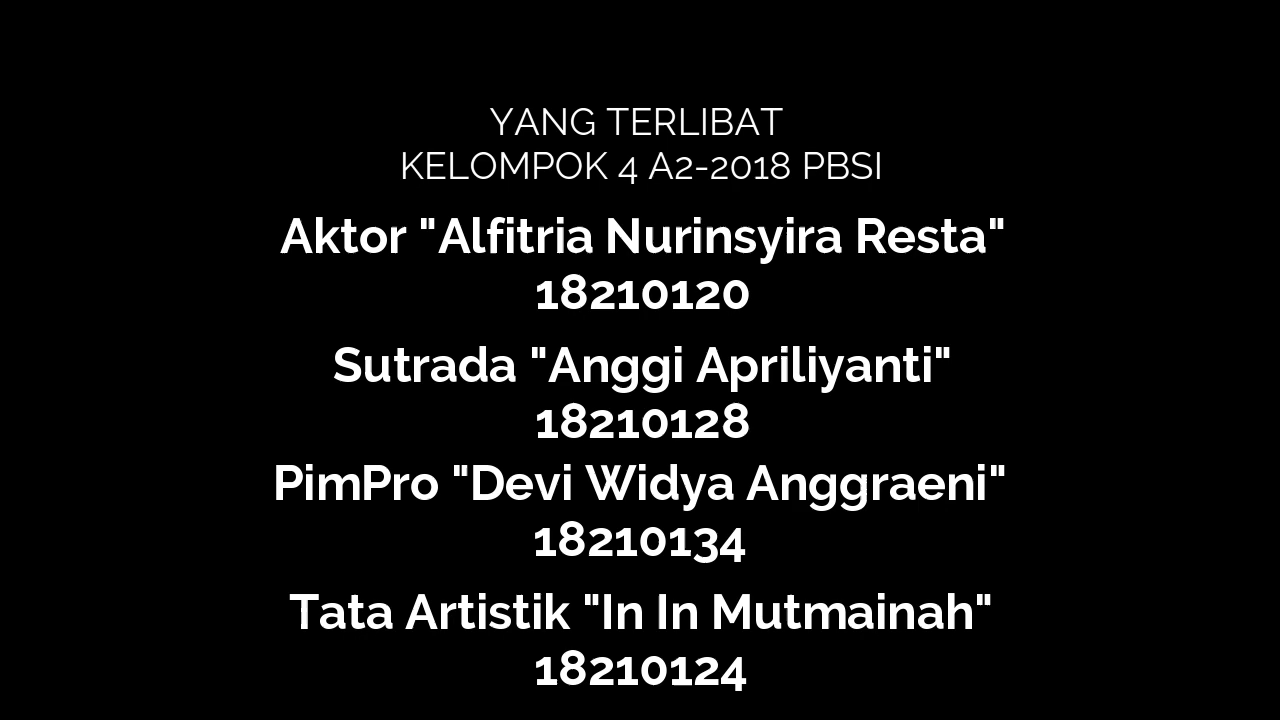 YANG TERLIBAT
KELOMPOK 4 A2-2018 PBSI
Aktor "Alfitria Nurinsyira Resta"
18210120
Sutrada "Anggi Apriliyanti"
18210128
PimPro "Devi Widya Anggraeni"
18210134
Tata Artistik "In In Mutmainah"
18210124